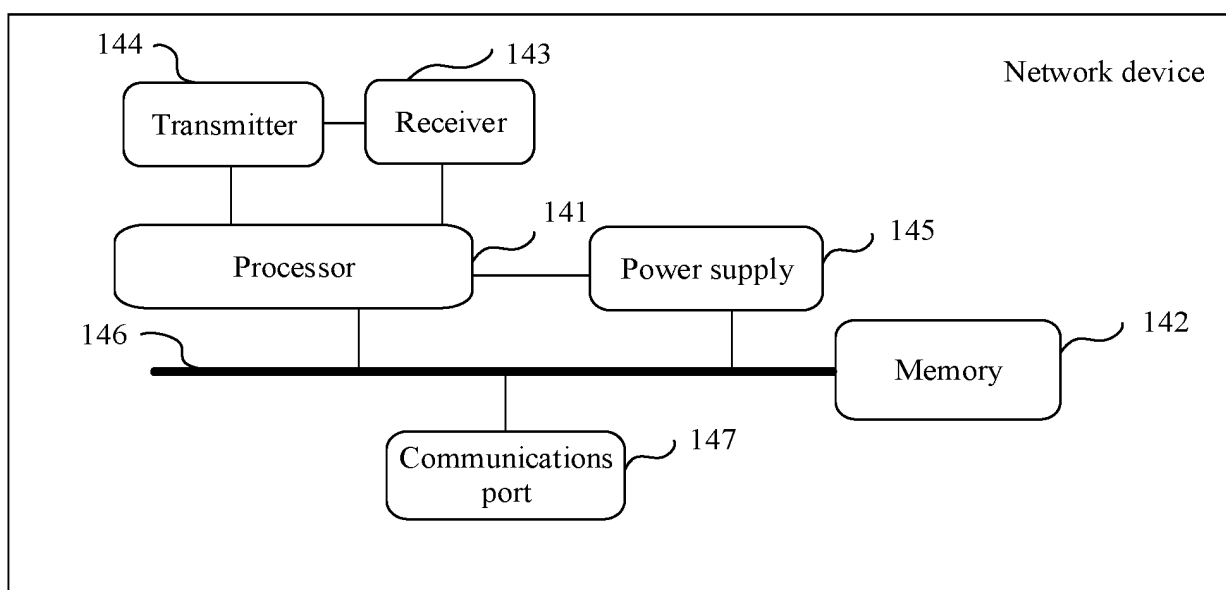 144
143
Network device
Transmitter
Receiver
141
145
Processor
Power supply
146
142
Memory
147
Communications
port